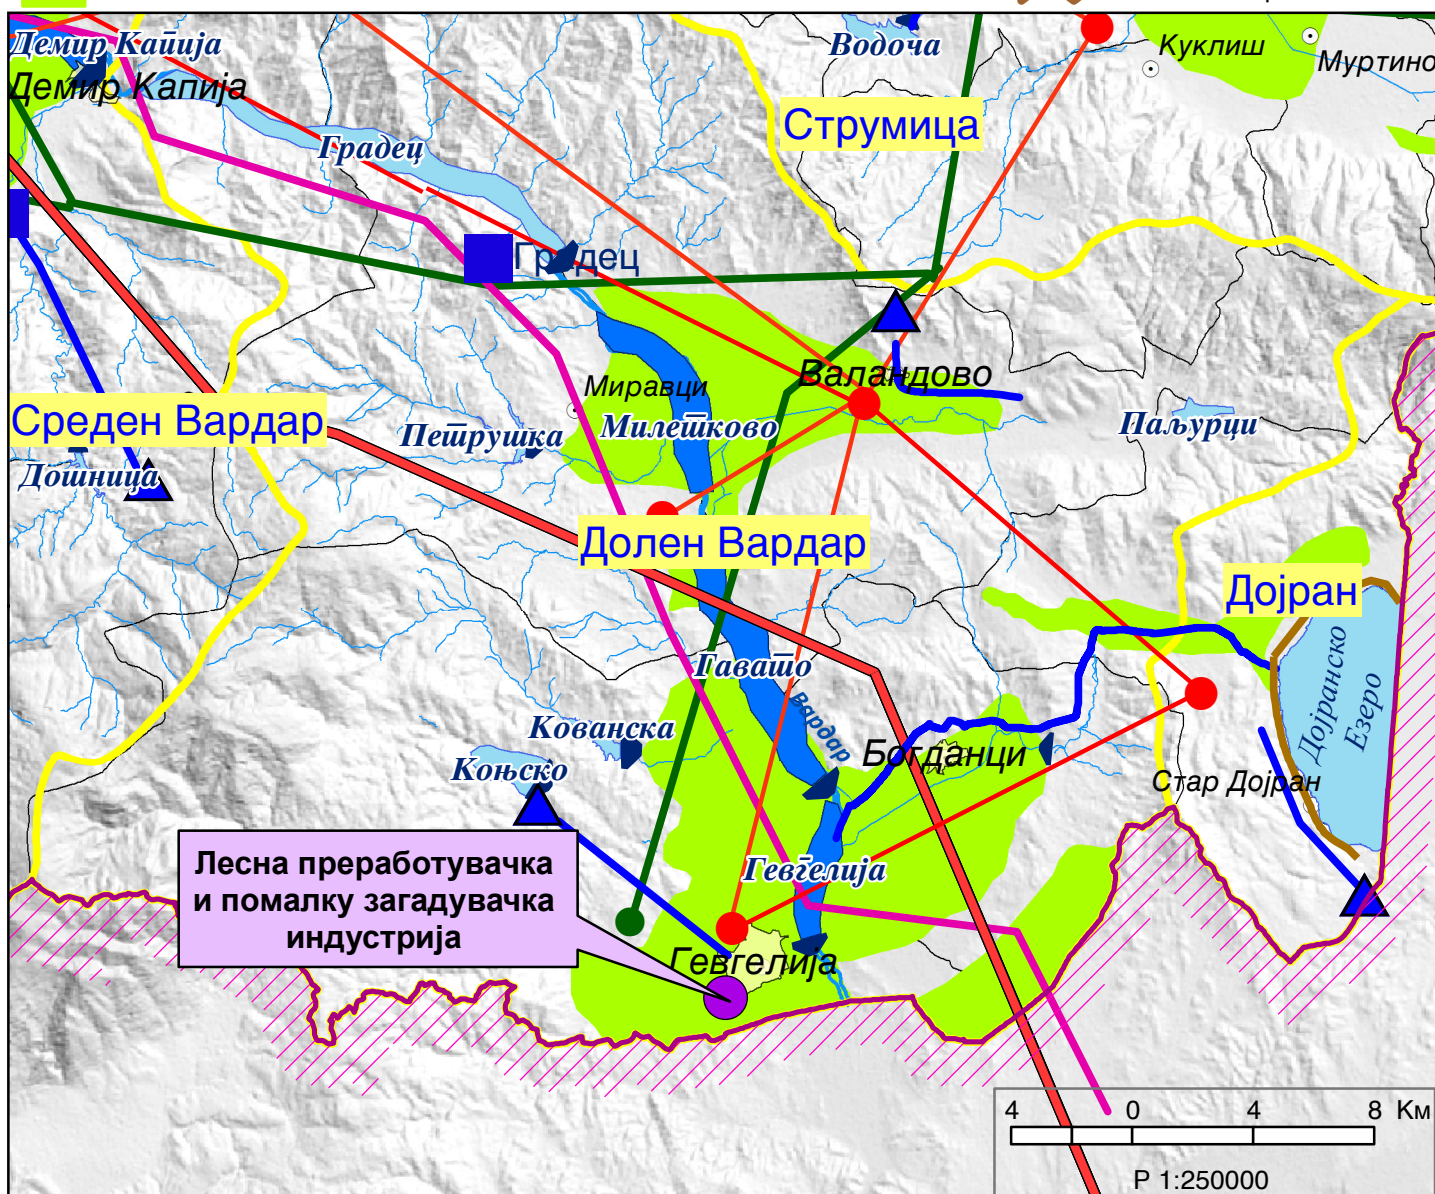 Демир Капија
Демир Капија
Водоча
Куклиш
Муртино
Струмица
Градец
Градец
Валандово
Миравци
Милетково
Паљурци
Петрушка
Среден Вардар
Дошница
Долен Вардар
Дојран
Дојранско
Езеро
Гавато
Вардар
Кованска
Богданци
Коњско
Стар Дојран
Лесна преработувачка
и помалку загадувачка
индустрија
Гевгелија
Гевгелија
4 0 4 8 Км
Р 1:250000